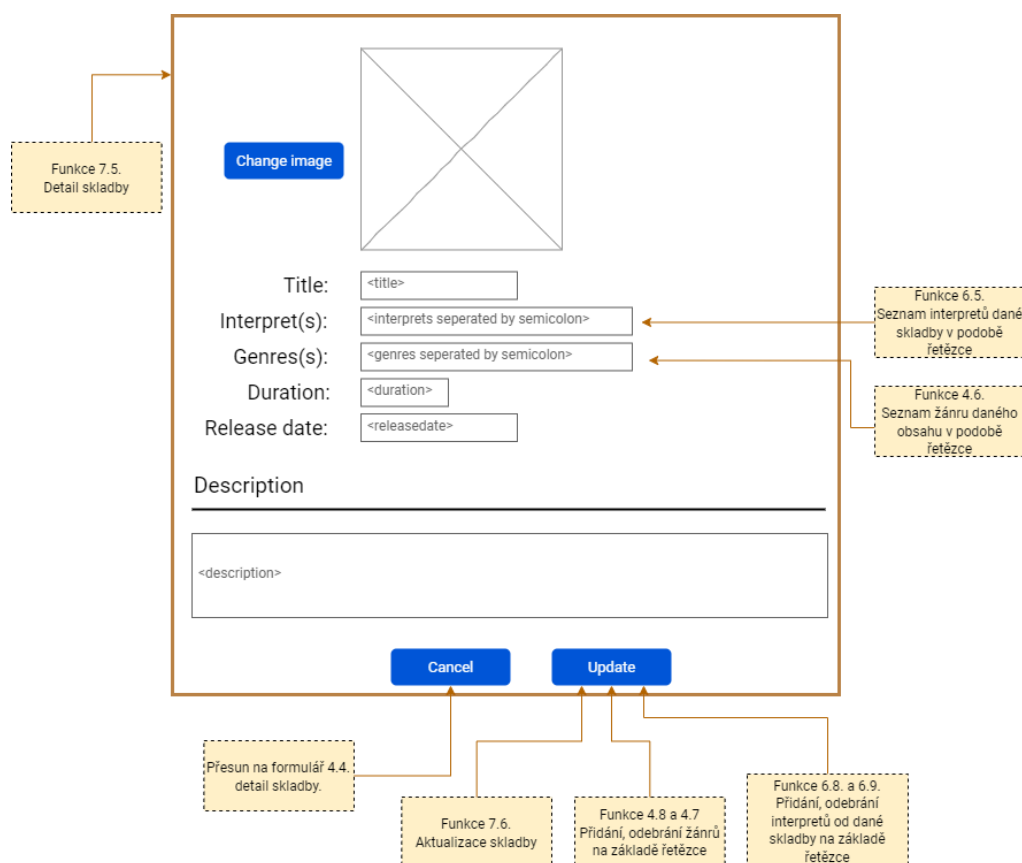 Funkce 7.5.
Detail skladby
Change image
Title:
<title>
Interpret(s):
<interprets seperated by semicolon>
Genres(s):
<genres seperated by semicolon>
Duration:
<duration>
Release date:
<releasedate>
Funkce 6.5.
Seznam interpretů dané
skladby v podobě
řetězce
Funkce 4.6.
Seznam žánru daného
obsahu v podobě
řetězce
Description
<description>
Cancel
Update
Přesun na formulář 4.4.
detail skladby.
Funkce 7.6.
Aktualizace skladby
Funkce 4.8 a 4.7
Přidání, odebrání žánrů
na základě řetězce
Funkce 6.8. a 6.9.
Přidání, odebrání
interpretů od dané
skladby na základě
řetězce